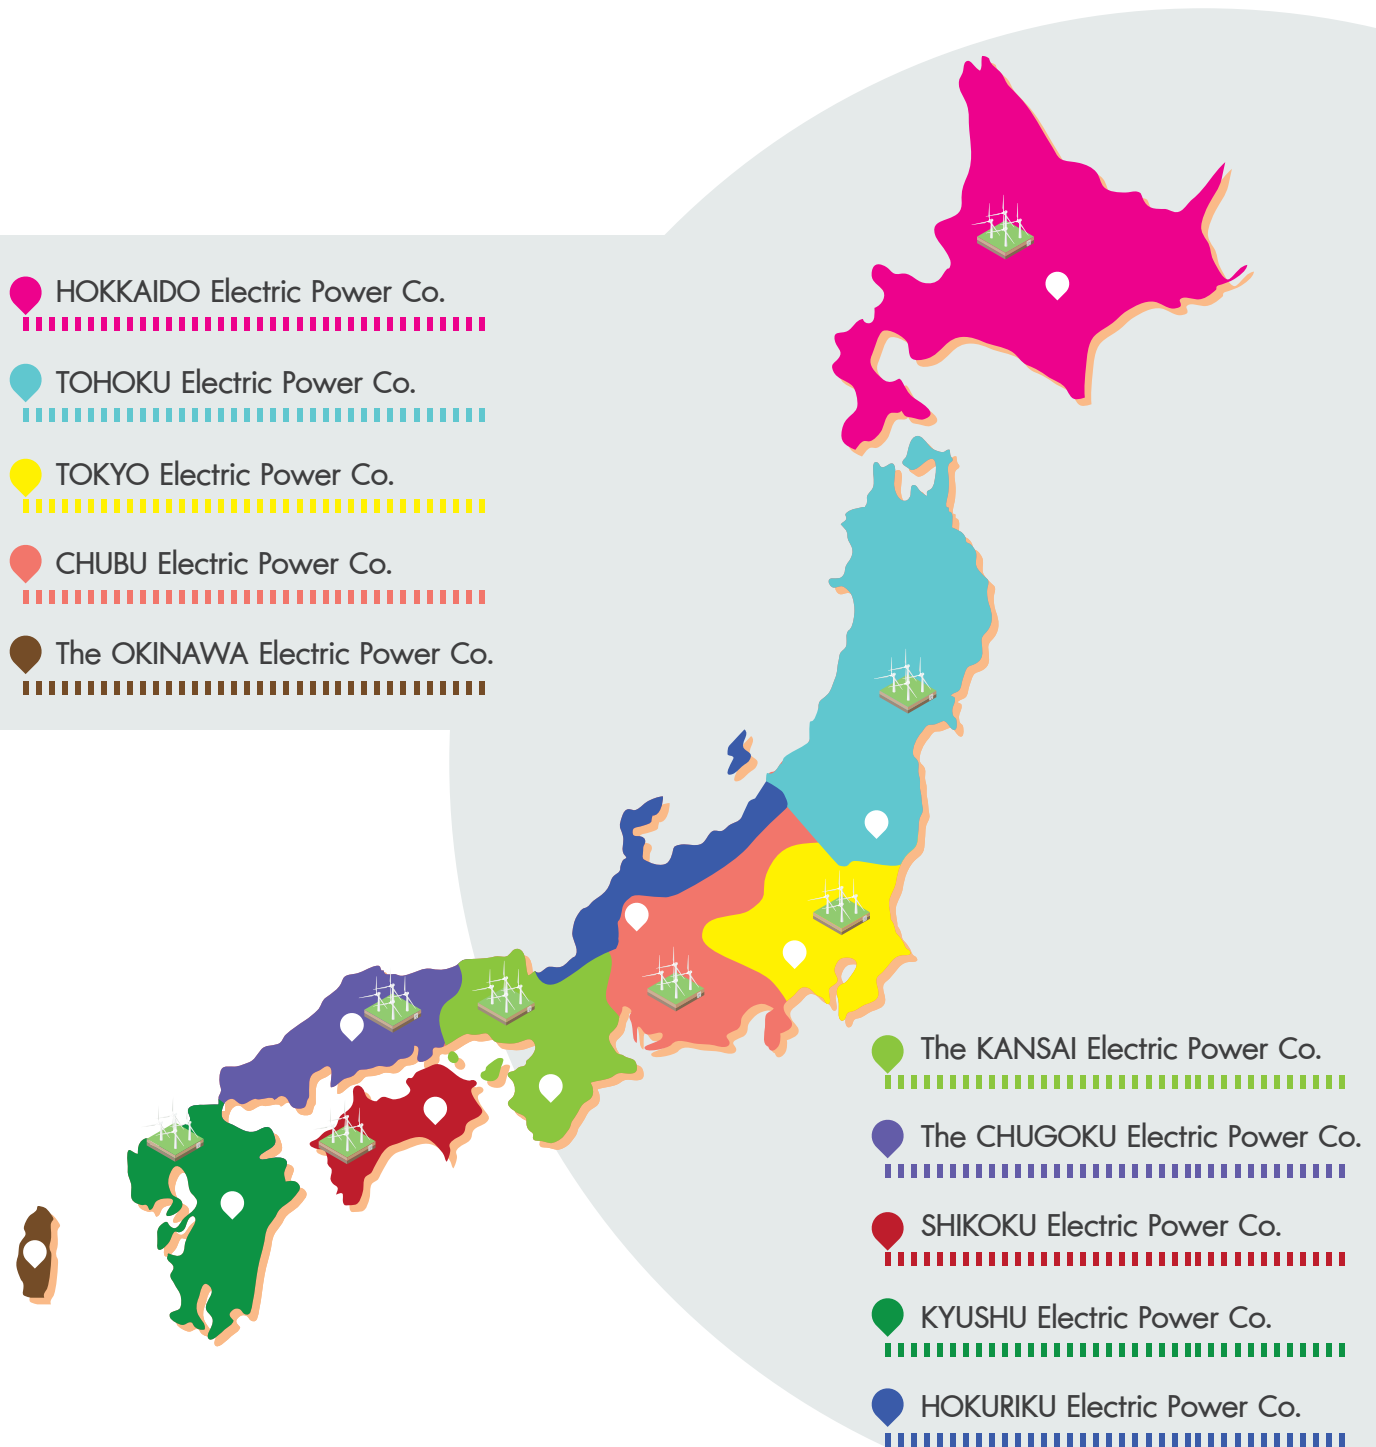 HOKKAIDO Electric Power Co.
TOHOKU Electric Power Co.
TOKYO Electric Power Co.
CHUBU Electric Power Co.
The OKINAWA Electric Power Co.
The KANSAI Electric Power Co.
The CHUGOKU Electric Power Co.
SHIKOKU Electric Power Co.
KYUSHU Electric Power Co.
HOKURIKU Electric Power Co.